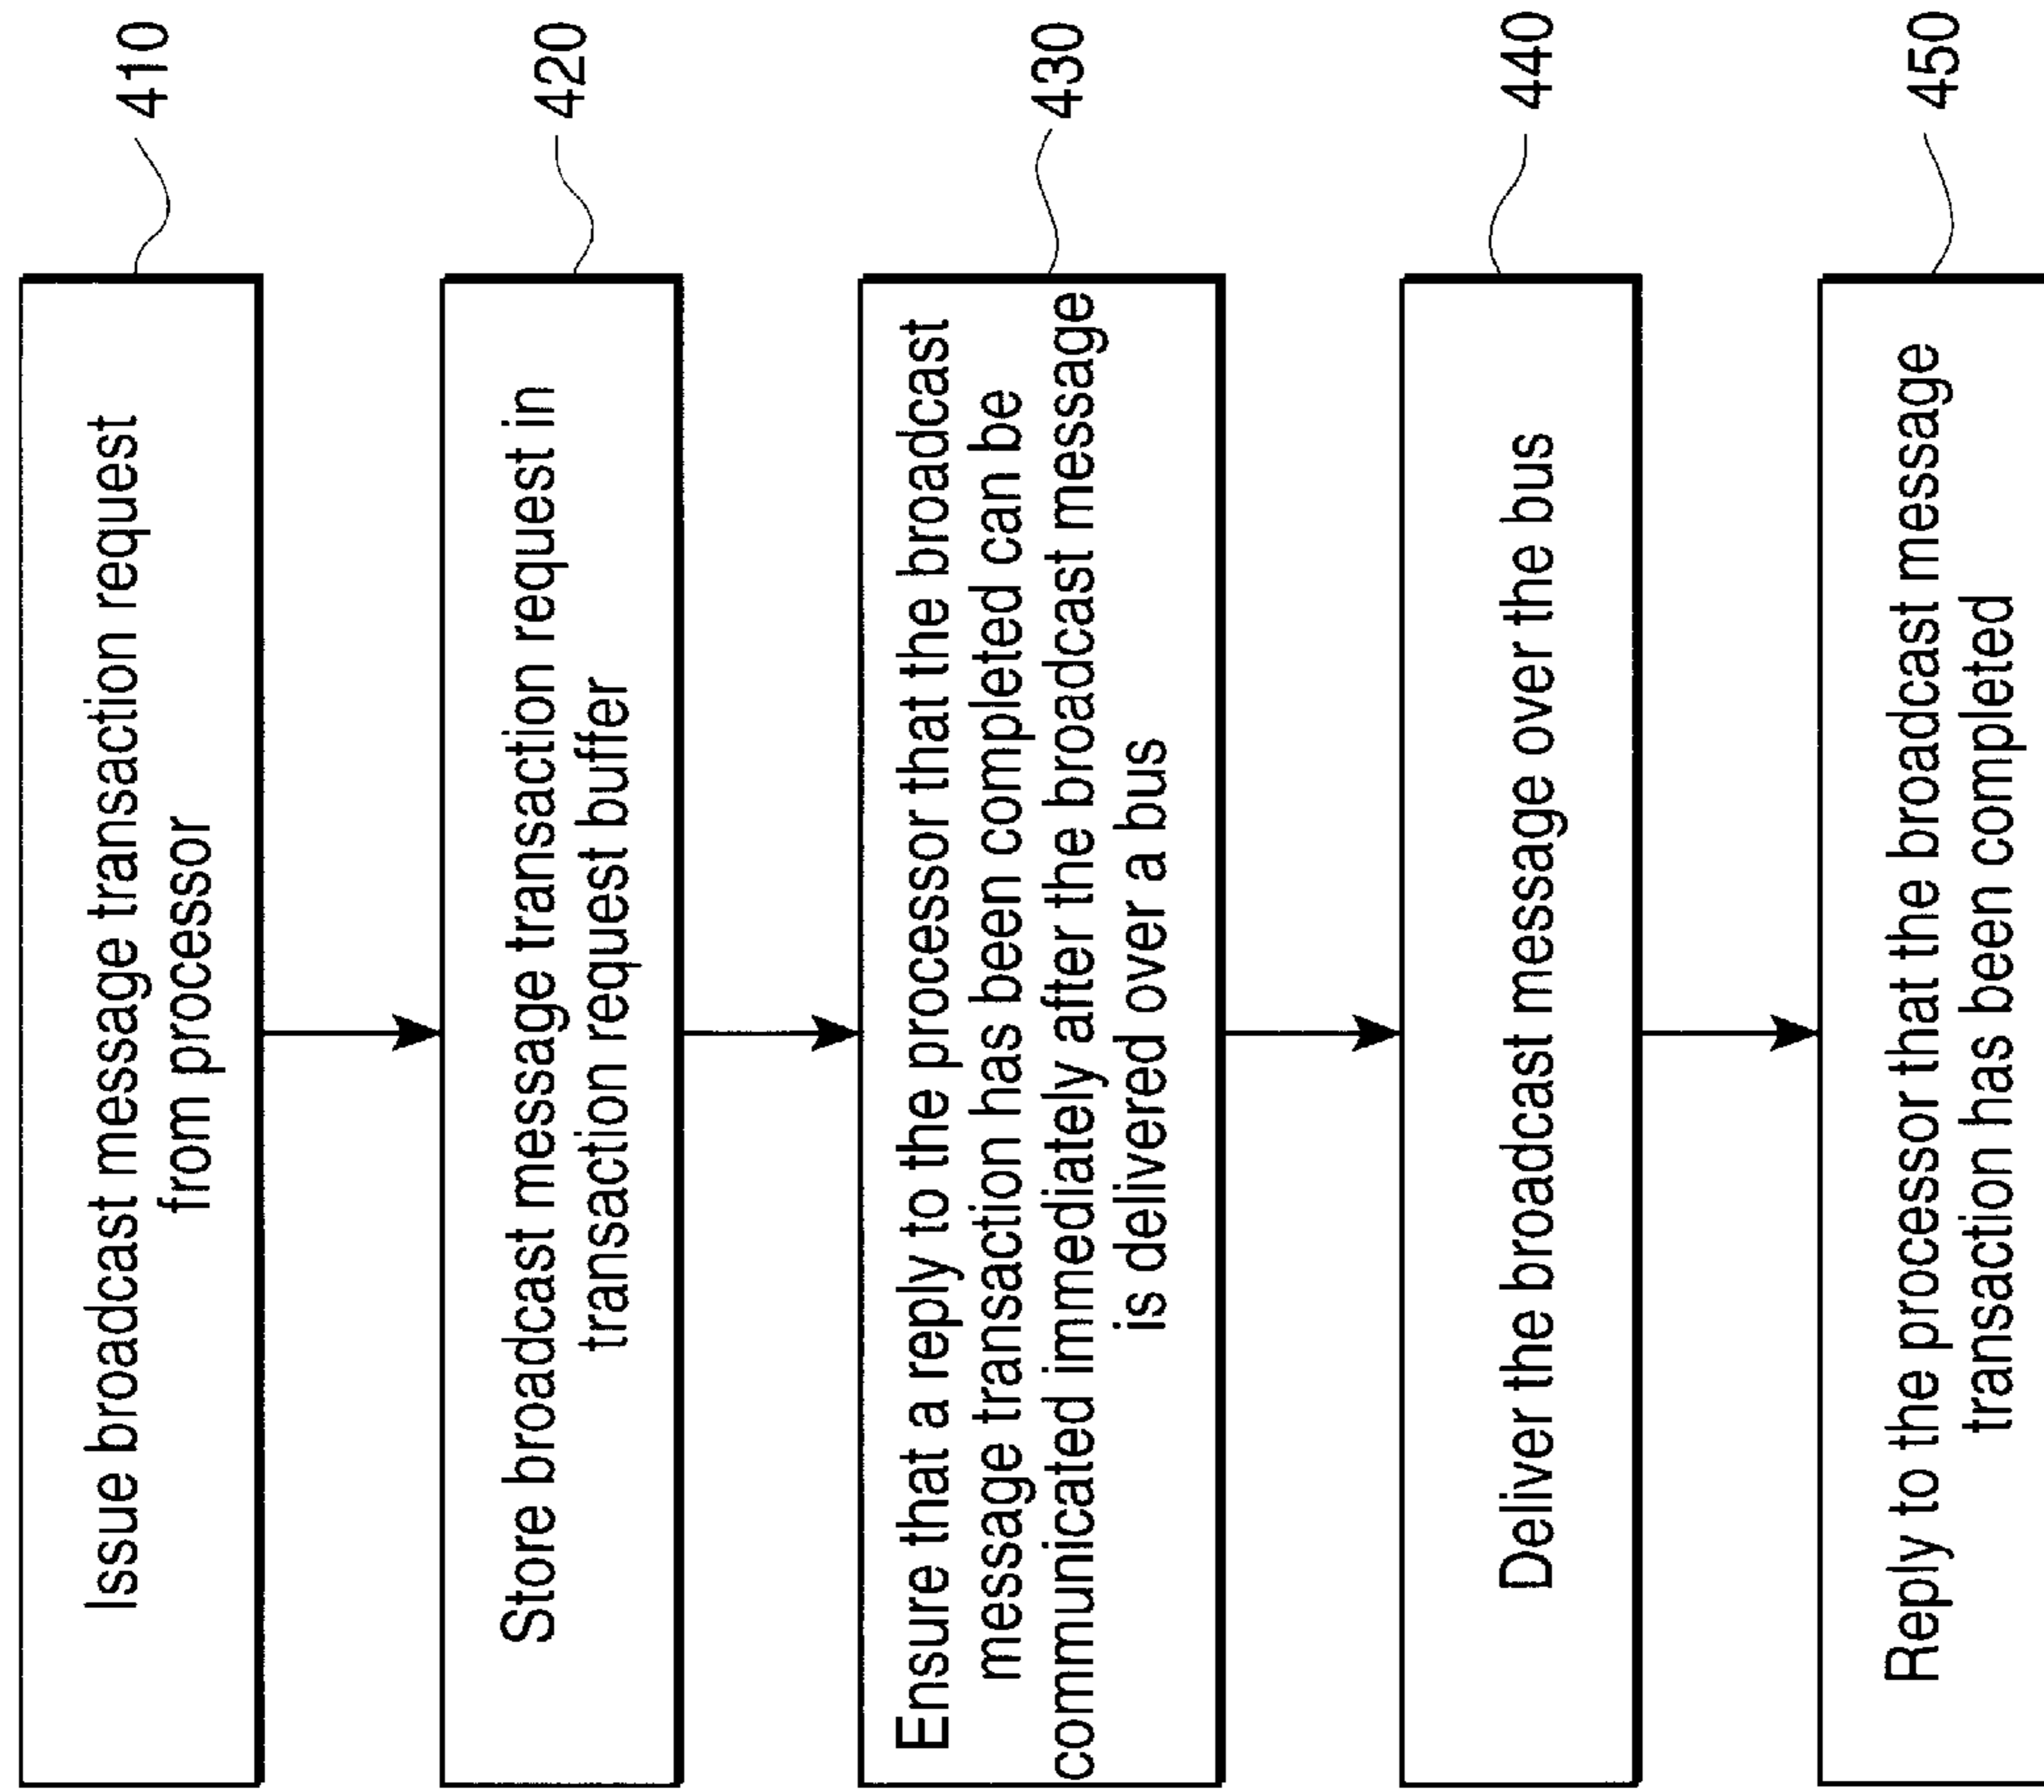 Issue broadcast message transaction request
from processor
410
Store broadcast message transaction request in
transaction request buffer
420
Ensure that a reply to the processor that the broadcast
message transaction has been completed can be
communicated immediately after the broadcast message
is delivered over a bus
430
Deliver the broadcast message over the bus
440
Reply to the processor that the broadcast message
transaction has been completed
450